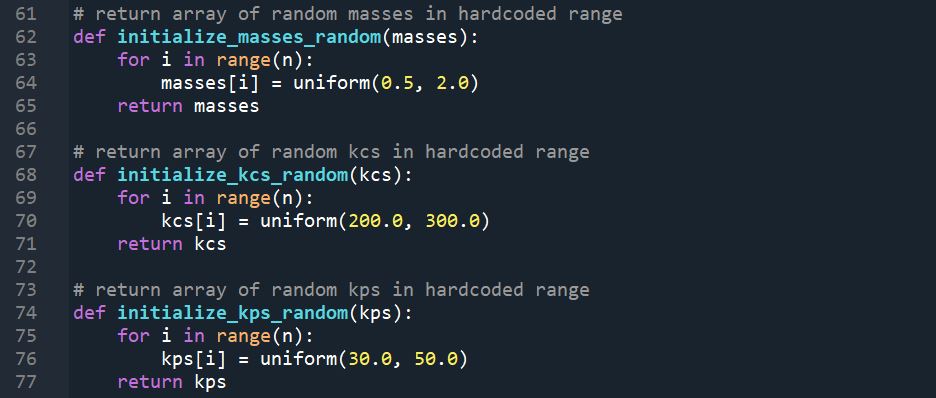 61 # return array of random masses in hardcoded range
62 def initialize_masses_random(masses):
63     for i in range(n):
64         masses[i] = uniform(0.5, 2.0)
65     return masses
66
67 # return array of random kcs in hardcoded range
68 def initialize_kcs_random(kcs):
69     for i in range(n):
70         kcs[i] = uniform(200.0, 300.0)
71     return kcs
72
73 # return array of random kps in hardcoded range
74 def initialize_kps_random(kps):
75     for i in range(n):
76         kps[i] = uniform(30.0, 50.0)
77     return kps